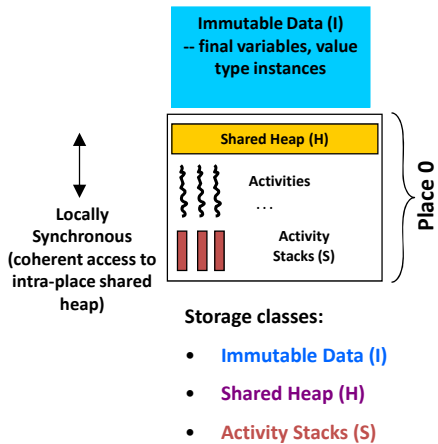 Immutable Data (I)
-- final variables, value
type instances
Shared Heap (H)
Activities
...
Activity
Stacks (S)
Place 0
Locally
Synchronous
(coherent access to
intra-place shared
heap)
Storage classes:
• Immutable Data (I)
• Shared Heap (H)
• Activity Stacks (S)